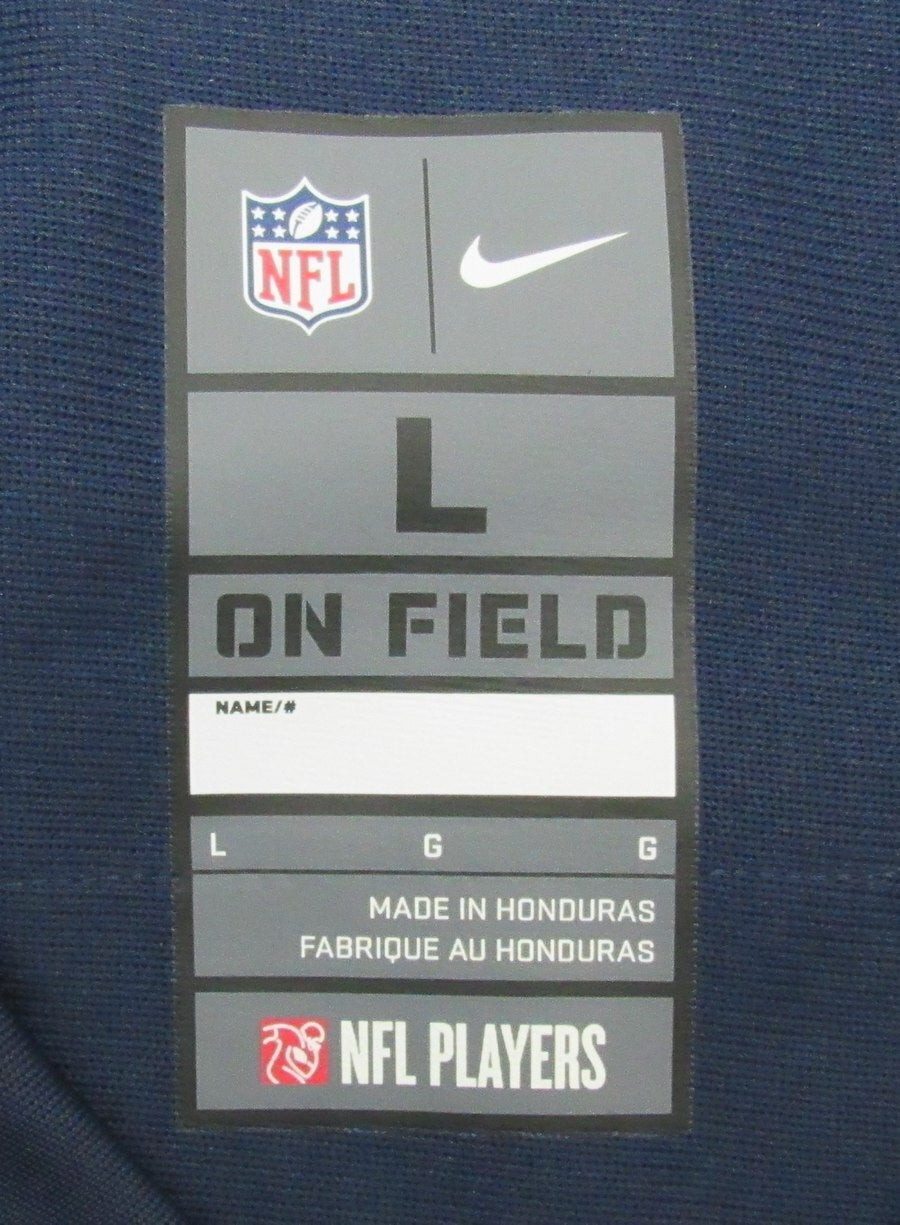 NFL
L
ON FIELD
NAME/#
L G G
MADE IN HONDURAS
FABRIQUE AU HONDURAS
NFL PLAYERS